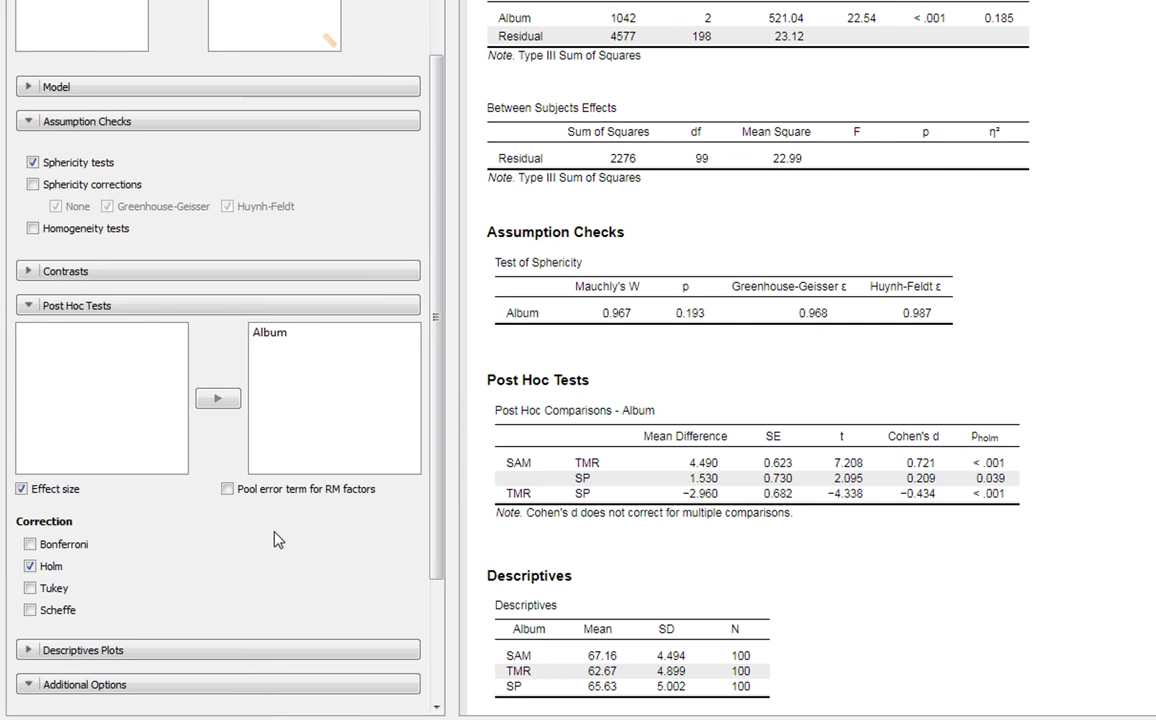 Model
Assumption Checks
Sphericity tests
Sphericity corrections
None Greenhouse-Geisser Huynh-Feldt
Homogeneity tests
Contrasts
Post Hoc Tests
Album
Effect size Pool error term for RM factors
Correction
Bonferroni
Holm
Tukey
Scheffe
Descriptives Plots
Additional Options
Album 1042 2 521.04 22.54 < .001 0.185
Residual 4577 198 23.12
Note. Type III Sum of Squares
Between Subjects Effects
Sum of Squares df Mean Square F p η²
Residual 2276 99 22.99
Note. Type III Sum of Squares
Assumption Checks
Test of Sphericity
Mauchly's W p Greenhouse-Geisser ε Huynh-Feldt ε
Album 0.967 0.193 0.968 0.987
Post Hoc Tests
Post Hoc Comparisons - Album
Mean Difference SE t Cohen's d pholm
SAM TMR 4.490 0.623 7.208 0.721 < .001
SP 1.530 0.730 2.095 0.209 0.039
TMR SP −2.960 0.682 −4.338 −0.434 < .001
Note. Cohen's d does not correct for multiple comparisons.
Descriptives
Descriptives
Album Mean SD N
SAM 67.16 4.494 100
TMR 62.67 4.899 100
SP 65.63 5.002 100